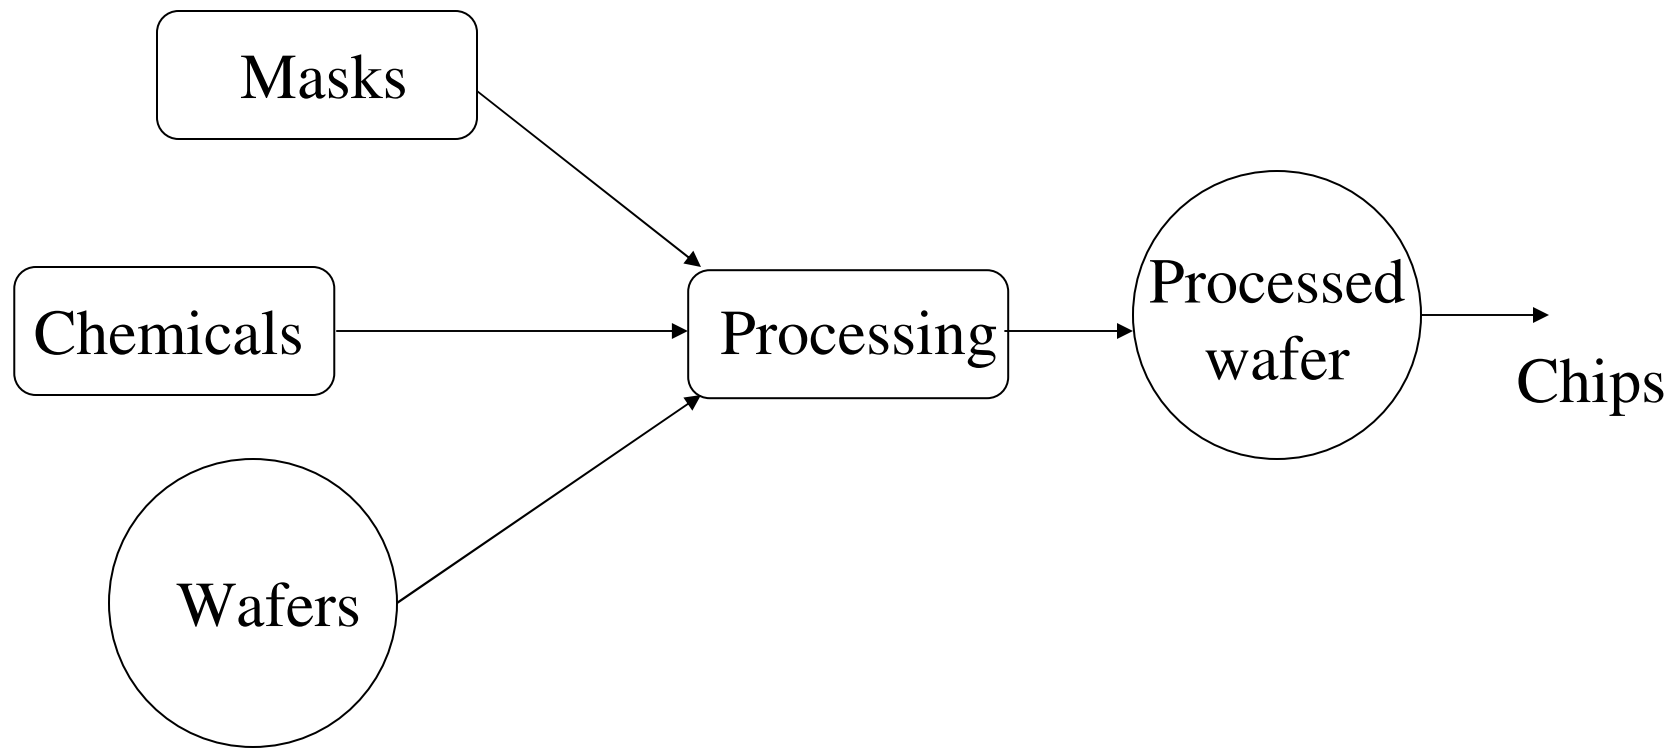 Masks
Chemicals
Processing
Processed
wafer
Chips
Wafers